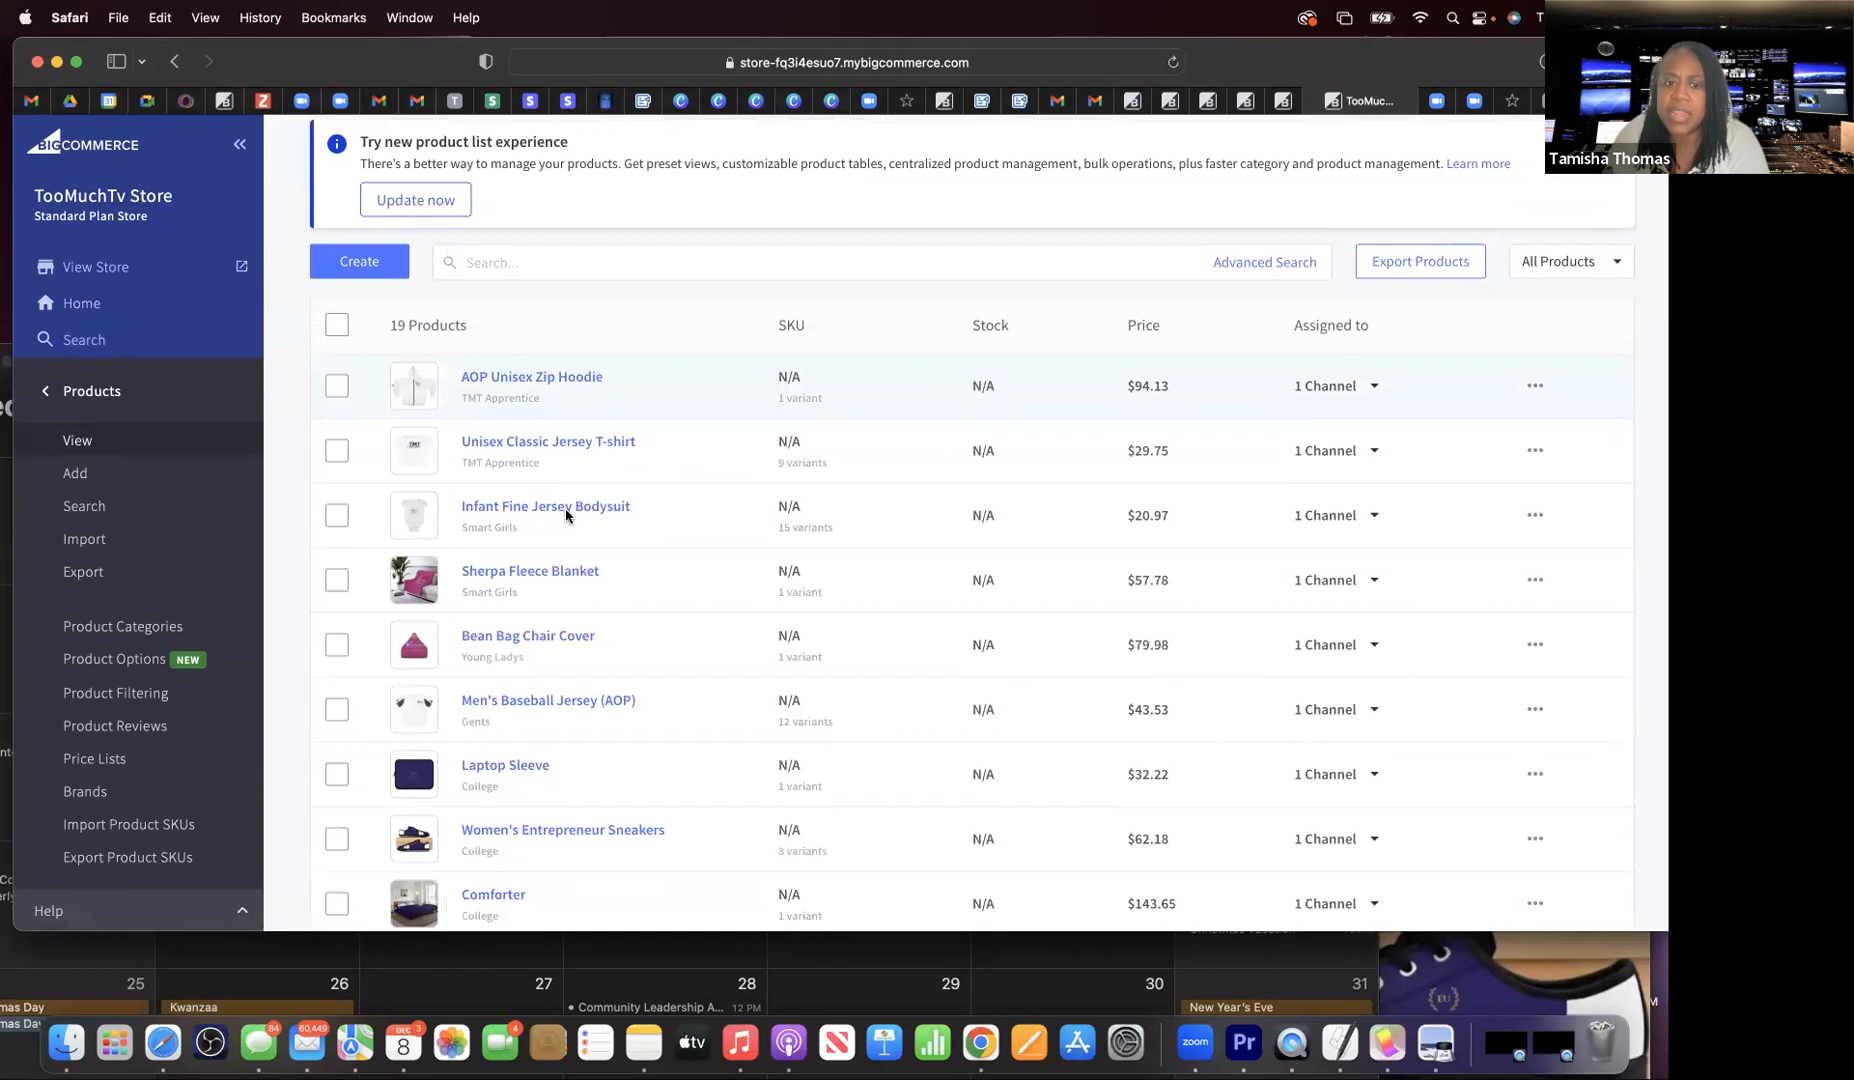 Safari File Edit View History Bookmarks Window Help
store-fq3i4esuo7.mybigcommerce.com
TooMuc...
Tamisha Thomas
BIGCOMMERCE
TooMuchTv Store
Standard Plan Store
View Store
Home
Search
Products
View
Add
Search
Import
Export
Product Categories
Product Options NEW
Product Filtering
Product Reviews
Price Lists
Brands
Import Product SKUs
Export Product SKUs
Help
Try new product list experience
There's a better way to manage your products. Get preset views, customizable product tables, centralized product management, bulk operations, plus faster category and product management. Learn more
Update now
Create Search... Advanced Search Export Products All Products
19 Products SKU Stock Price Assigned to
AOP Unisex Zip Hoodie N/A N/A $94.13 1 Channel
TMT Apprentice 1 variant
Unisex Classic Jersey T-shirt N/A N/A $29.75 1 Channel
TMT Apprentice 9 variants
Infant Fine Jersey Bodysuit N/A N/A $20.97 1 Channel
Smart Girls 15 variants
Sherpa Fleece Blanket N/A N/A $57.78 1 Channel
Smart Girls 1 variant
Bean Bag Chair Cover N/A N/A $79.98 1 Channel
Young Ladys 1 variant
Men's Baseball Jersey (AOP) N/A N/A $43.53 1 Channel
Gents 12 variants
Laptop Sleeve N/A N/A $32.22 1 Channel
College 1 variant
Women's Entrepreneur Sneakers N/A N/A $62.18 1 Channel
College 8 variants
Comforter N/A N/A $143.65 1 Channel
College 1 variant
25 26 27 28 29 30 31
mas Day Kwanzaa Community Leadership A... 12 PM New Year's Eve
mas Day
84 60,449 DEC 3 8 4 tv zoom Pr